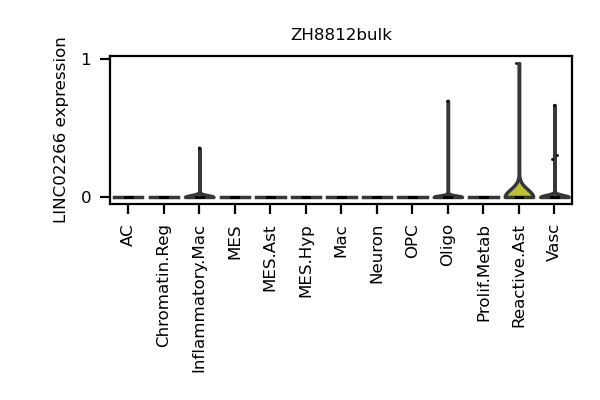 ZH8812bulk
LINC02266 expression
1
0
AC
Chromatin.Reg
Inflammatory.Mac
MES
MES.Ast
MES.Hyp
Mac
Neuron
OPC
Oligo
Prolif.Metab
Reactive.Ast
Vasc